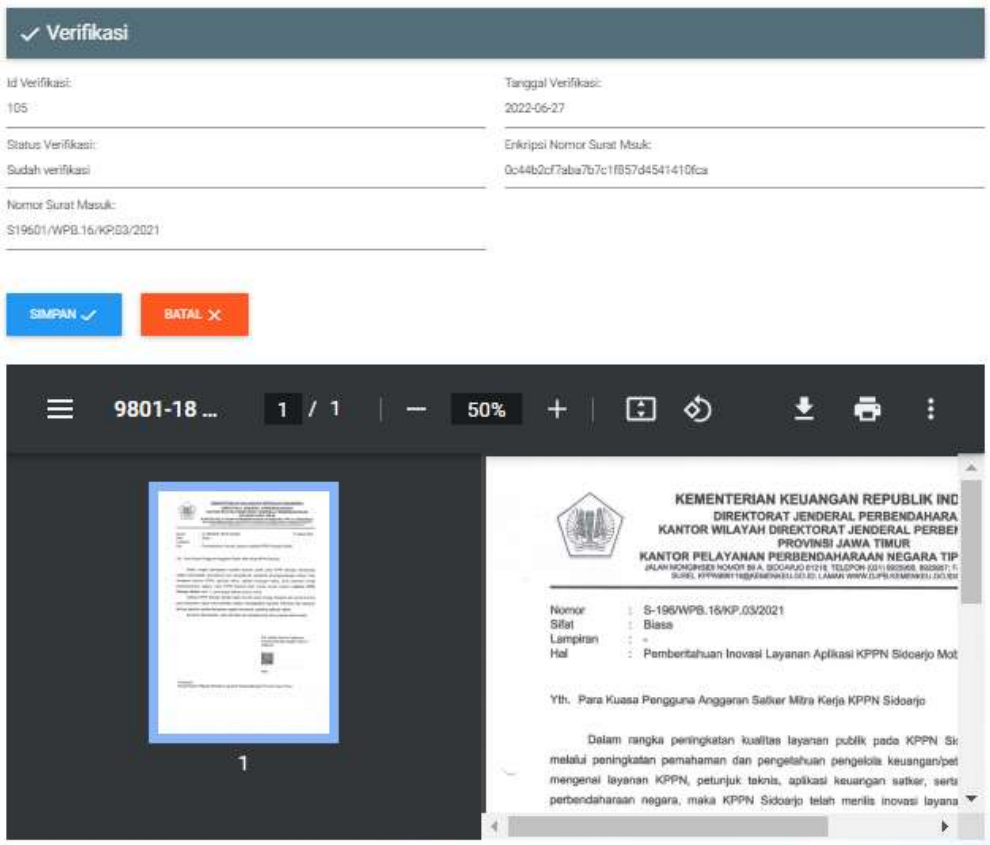 Verifikasi
Id Verifikasi:
105
Tanggal Verifikasi:
2022-06-27
Status Verifikasi:
Sudah verifikasi
Enkripsi Nomor Surat Msuk:
0c44b2cf7aba7b7c1f857d4541410fca
Nomor Surat Masuk:
S19601/WPB.16/KP.03/2021
SIMPAN
BATAL
9801-18 ...
1 / 1
50%
1
KEMENTERIAN KEUANGAN REPUBLIK IND
DIREKTORAT JENDERAL PERBENDAHARA
KANTOR WILAYAH DIREKTORAT JENDERAL PERBE
PROVINSI JAWA TIMUR
KANTOR PELAYANAN PERBENDAHARAAN NEGARA TIP
Nomor : S-196/WPB.16/KP.03/2021
Sifat : Biasa
Lampiran : -
Hal : Pemberitahuan Inovasi Layanan Aplikasi KPPN Sidoarjo Mob
Yth. Para Kuasa Pengguna Anggaran Satker Mitra Kerja KPPN Sidoarjo
Dalam rangka peningkatan kualitas layanan publik pada KPPN Sid
melalui peningkatan pemahaman dan pengetahuan pengelola keuangan/pet
mengenai layanan KPPN, petunjuk teknis, aplikasi keuangan satker, serta
perbendaharaan negara, maka KPPN Sidoarjo telah merilis inovasi layana